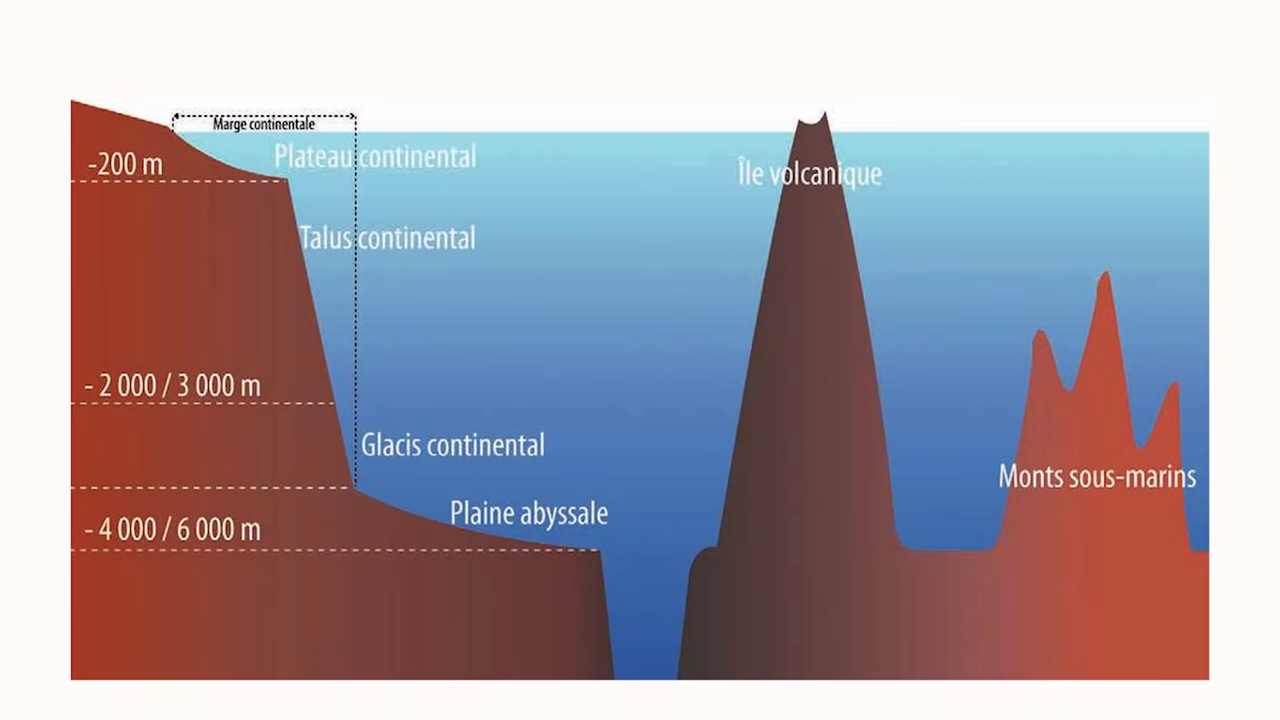 Marge continentale
Plateau continental
-200 m
Île volcanique
Talus continental
- 2 000 / 3 000 m
Glacis continental
Monts sous-marins
Plaine abyssale
- 4 000 / 6 000 m